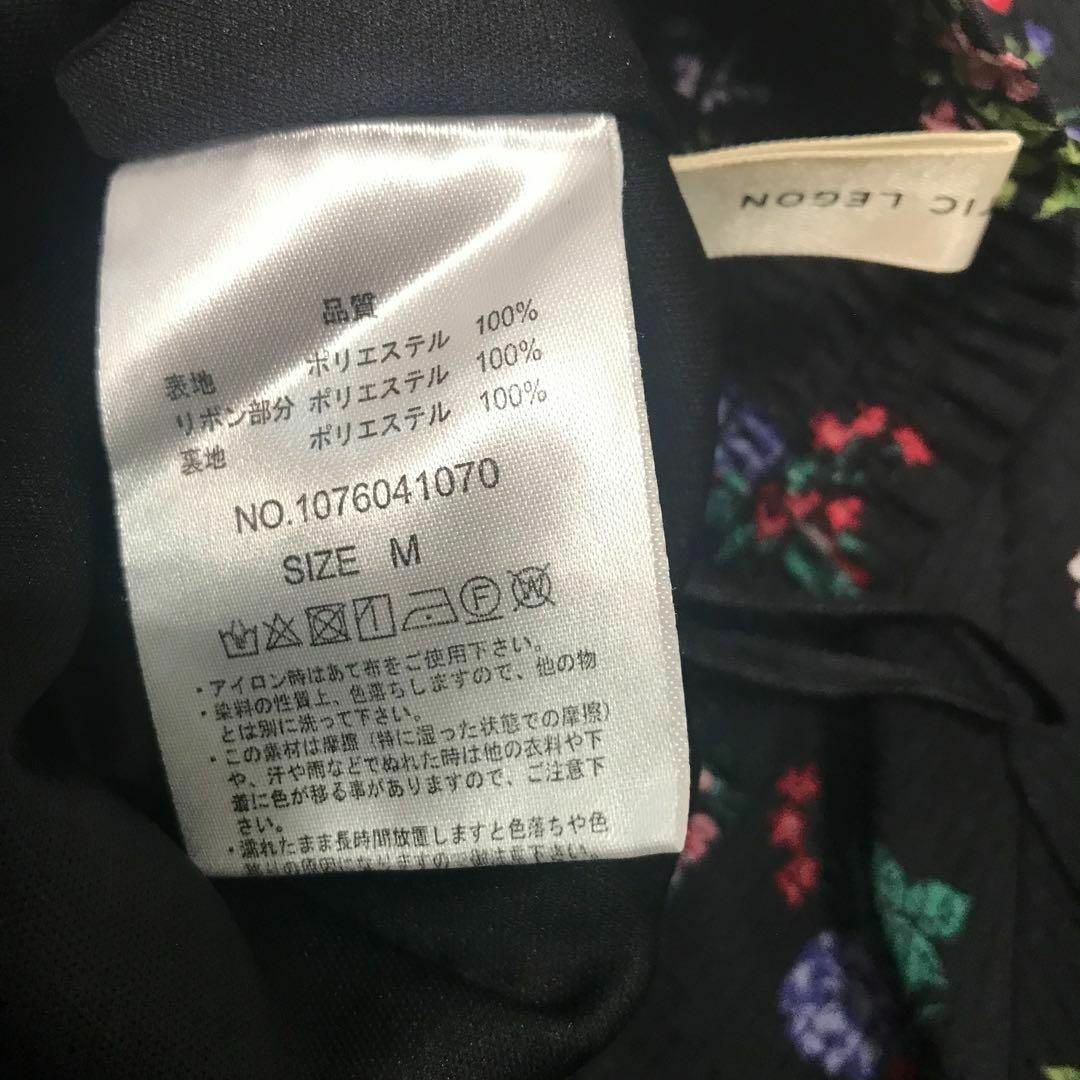 品質
表地 ポリエステル 100%
リボン部分 ポリエステル 100%
裏地 ポリエステル 100%
NO.1076041070
SIZE M
F W
・アイロン時はあて布をご使用下さい。
・染料の性質上、色落ちしますので、他の物
とは別に洗って下さい。
・この素材は摩擦(特に湿った状態での摩擦)
や、汗や雨などでぬれた時は他の衣料や下
着に色が移る事がありますので、ご注意下
さい。
・濡れたまま長時間放置しますと色落ちや色
LEGON